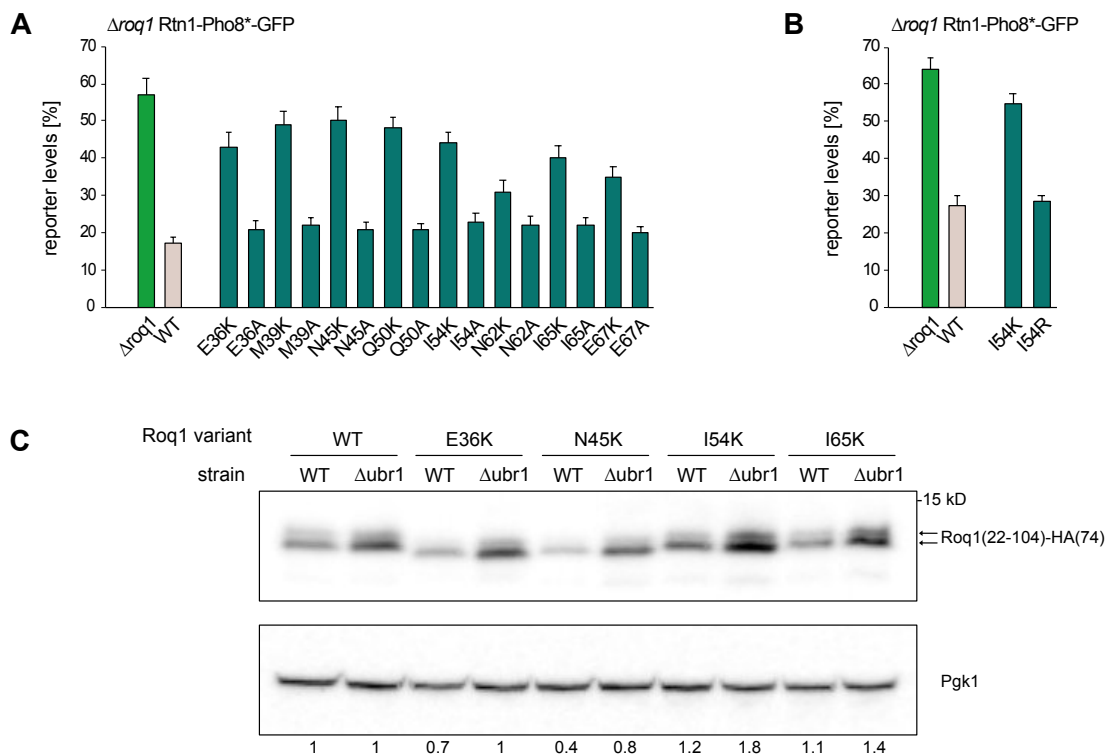 A
Δroq1 Rtn1-Pho8*-GFP
reporter levels [%]
70
60
50
40
30
20
10
0
Δroq1
WT
E36K
E36A
M39K
M39A
N45K
N45A
Q50K
Q50A
I54K
I54A
N62K
N62A
I65K
I65A
E67K
E67A
B
Δroq1 Rtn1-Pho8*-GFP
reporter levels [%]
70
60
50
40
30
20
10
0
Δroq1
WT
I54K
I54R
C
Roq1 variant WT E36K N45K I54K I65K
strain WT Δubr1 WT Δubr1 WT Δubr1 WT Δubr1 WT Δubr1
-15 kD
Roq1(22-104)-HA(74)
Pgk1
1 1 0.7 1 0.4 0.8 1.2 1.8 1.1 1.4